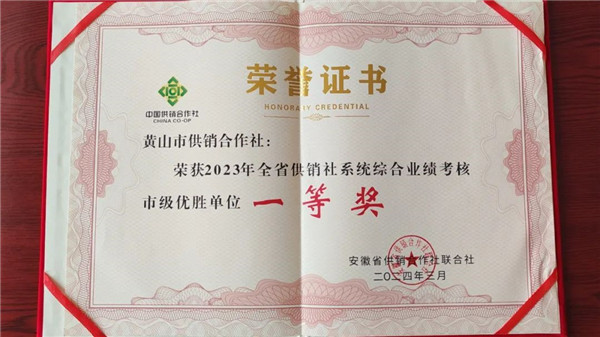 荣誉证书
HONORARY CREDENTIAL
中国供销合作社
CHINA CO-OP
黄山市供销合作社:
荣获2023年全省供销社系统综合业绩考核
市级优胜单位 一等奖
安徽省供销合作社联合社
二〇二四年三月